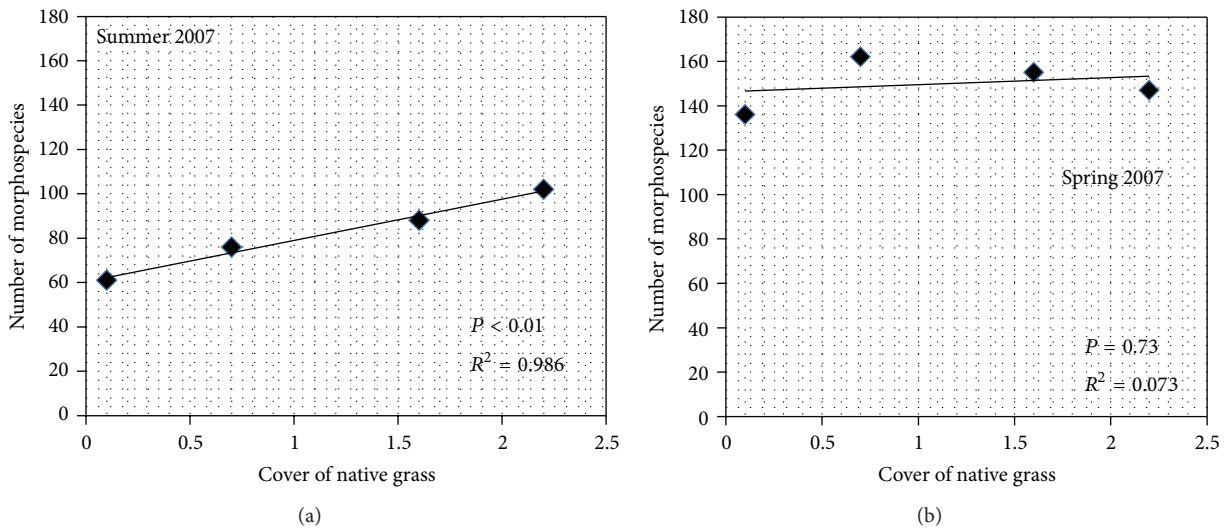 180
160
140
120
100
80
60
40
20
0
Number of morphospecies
Summer 2007
P < 0.01
R² = 0.986
0 0.5 1 1.5 2 2.5
Cover of native grass
(a)
180
160
140
120
100
80
60
40
20
0
Number of morphospecies
Spring 2007
P = 0.73
R² = 0.073
0 0.5 1 1.5 2 2.5
Cover of native grass
(b)